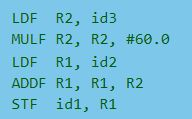 LDF R2, id3
MULF R2, R2, #60.0
LDF R1, id2
ADDF R1, R1, R2
STF id1, R1